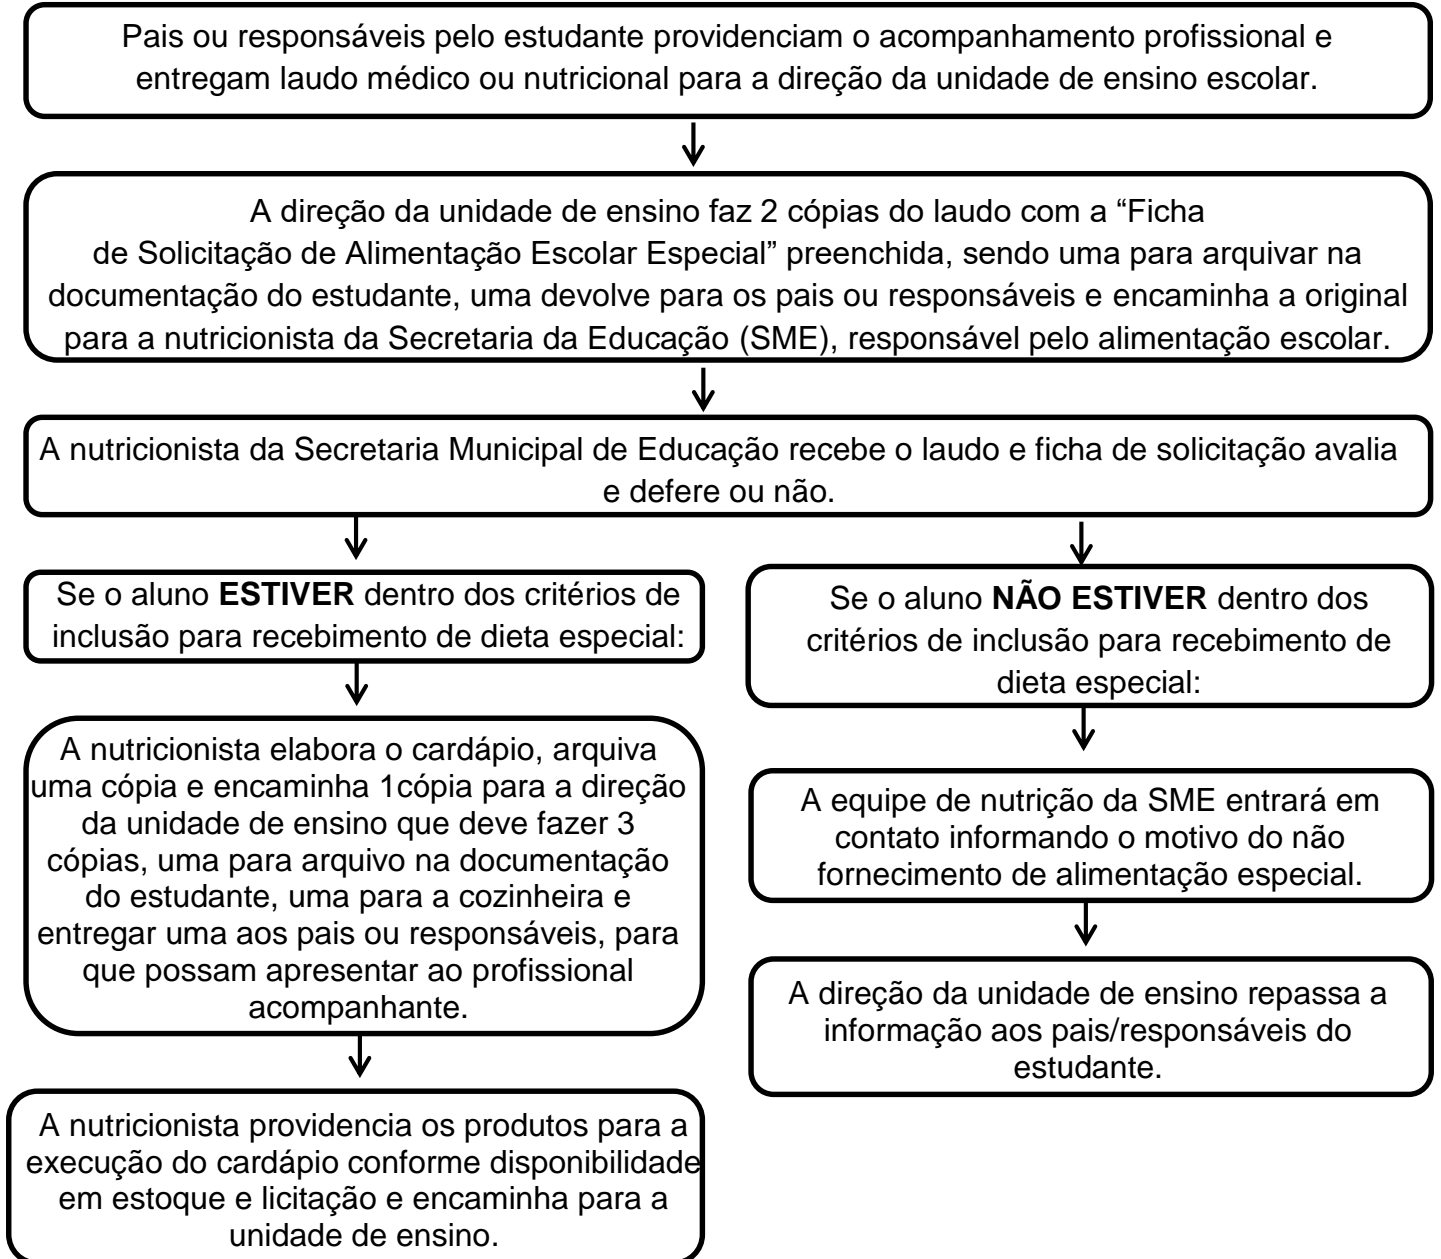 Pais ou responsáveis pelo estudante providenciam o acompanhamento profissional e
entregam laudo médico ou nutricional para a direção da unidade de ensino escolar.
A direção da unidade de ensino faz 2 cópias do laudo com a “Ficha
de Solicitação de Alimentação Escolar Especial” preenchida, sendo uma para arquivar na
documentação do estudante, uma devolve para os pais ou responsáveis e encaminha a original
para a nutricionista da Secretaria da Educação (SME), responsável pelo alimentação escolar.
A nutricionista da Secretaria Municipal de Educação recebe o laudo e ficha de solicitação avalia
e defere ou não.
Se o aluno ESTIVER dentro dos critérios de
inclusão para recebimento de dieta especial:
A nutricionista elabora o cardápio, arquiva
uma cópia e encaminha 1cópia para a direção
da unidade de ensino que deve fazer 3
cópias, uma para arquivo na documentação
do estudante, uma para a cozinheira e
entregar uma aos pais ou responsáveis, para
que possam apresentar ao profissional
acompanhante.
A nutricionista providencia os produtos para a
execução do cardápio conforme disponibilidade
em estoque e licitação e encaminha para a
unidade de ensino.
Se o aluno NÃO ESTIVER dentro dos
critérios de inclusão para recebimento de
dieta especial:
A equipe de nutrição da SME entrará em
contato informando o motivo do não
fornecimento de alimentação especial.
A direção da unidade de ensino repassa a
informação aos pais/responsáveis do
estudante.